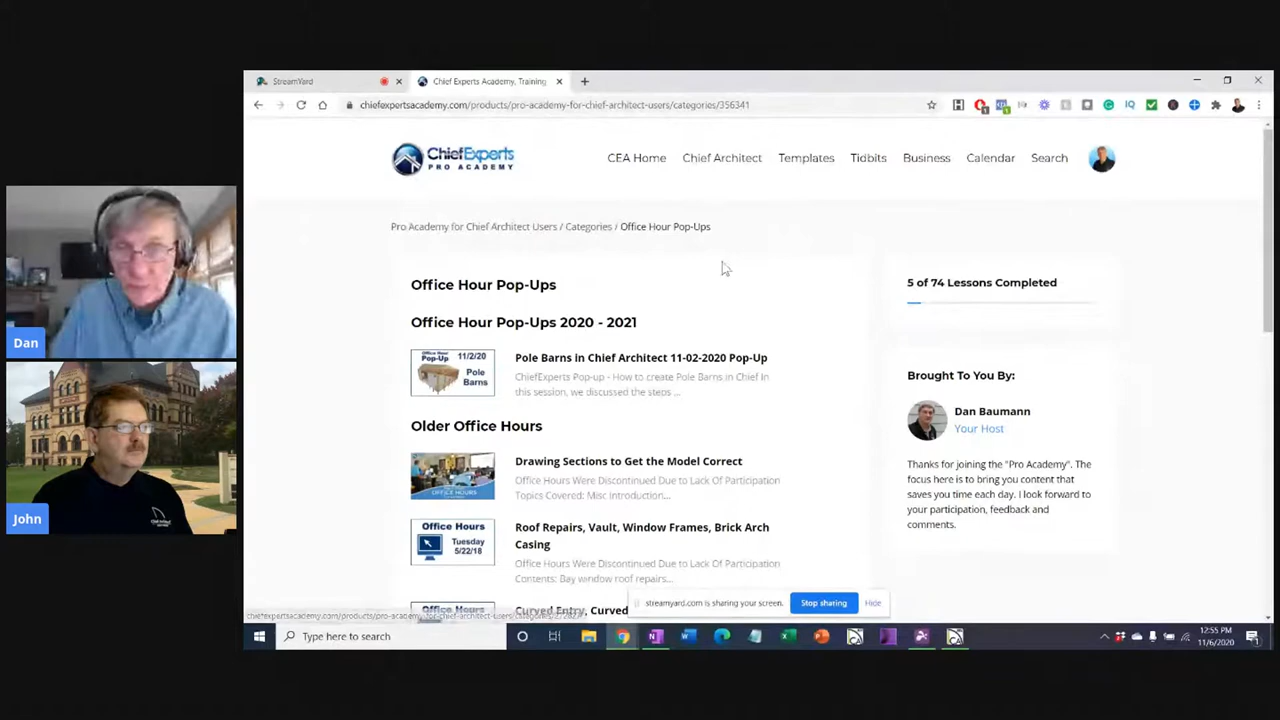 StreamYard
Chief Experts Academy, Training
chiefexpertsacademy.com/products/pro-academy-for-chief-architect-users/categories/356341
ChiefExperts
PRO ACADEMY
CEA Home
Chief Architect
Templates
Tidbits
Business
Calendar
Search
Pro Academy for Chief Architect Users / Categories / Office Hour Pop-Ups
Office Hour Pop-Ups
Office Hour Pop-Ups 2020 - 2021
Office Hour
Pop-Up
11/2/20
Pole
Barns
Pole Barns in Chief Architect 11-02-2020 Pop-Up
ChiefExperts Pop-up - How to create Pole Barns in Chief In
this session, we discussed the steps ...
Older Office Hours
OFFICE HOURS
Drawing Sections to Get the Model Correct
Office Hours Were Discontinued Due to Lack Of Participation
Topics Covered: Misc Introduction...
Office Hours
Tuesday
5/22/18
Roof Repairs, Vault, Window Frames, Brick Arch
Casing
Office Hours Were Discontinued Due to Lack Of Participation
Contents: Bay window roof repairs...
Office Hours
Curved Entry, Curved
5 of 74 Lessons Completed
Brought To You By:
Dan Baumann
Your Host
Thanks for joining the "Pro Academy". The
focus here is to bring you content that
saves you time each day. I look forward to
your participation, feedback and
comments.
streamyard.com is sharing your screen.
Stop sharing
Hide
Type here to search
12:55 PM
11/6/2020
Dan
John